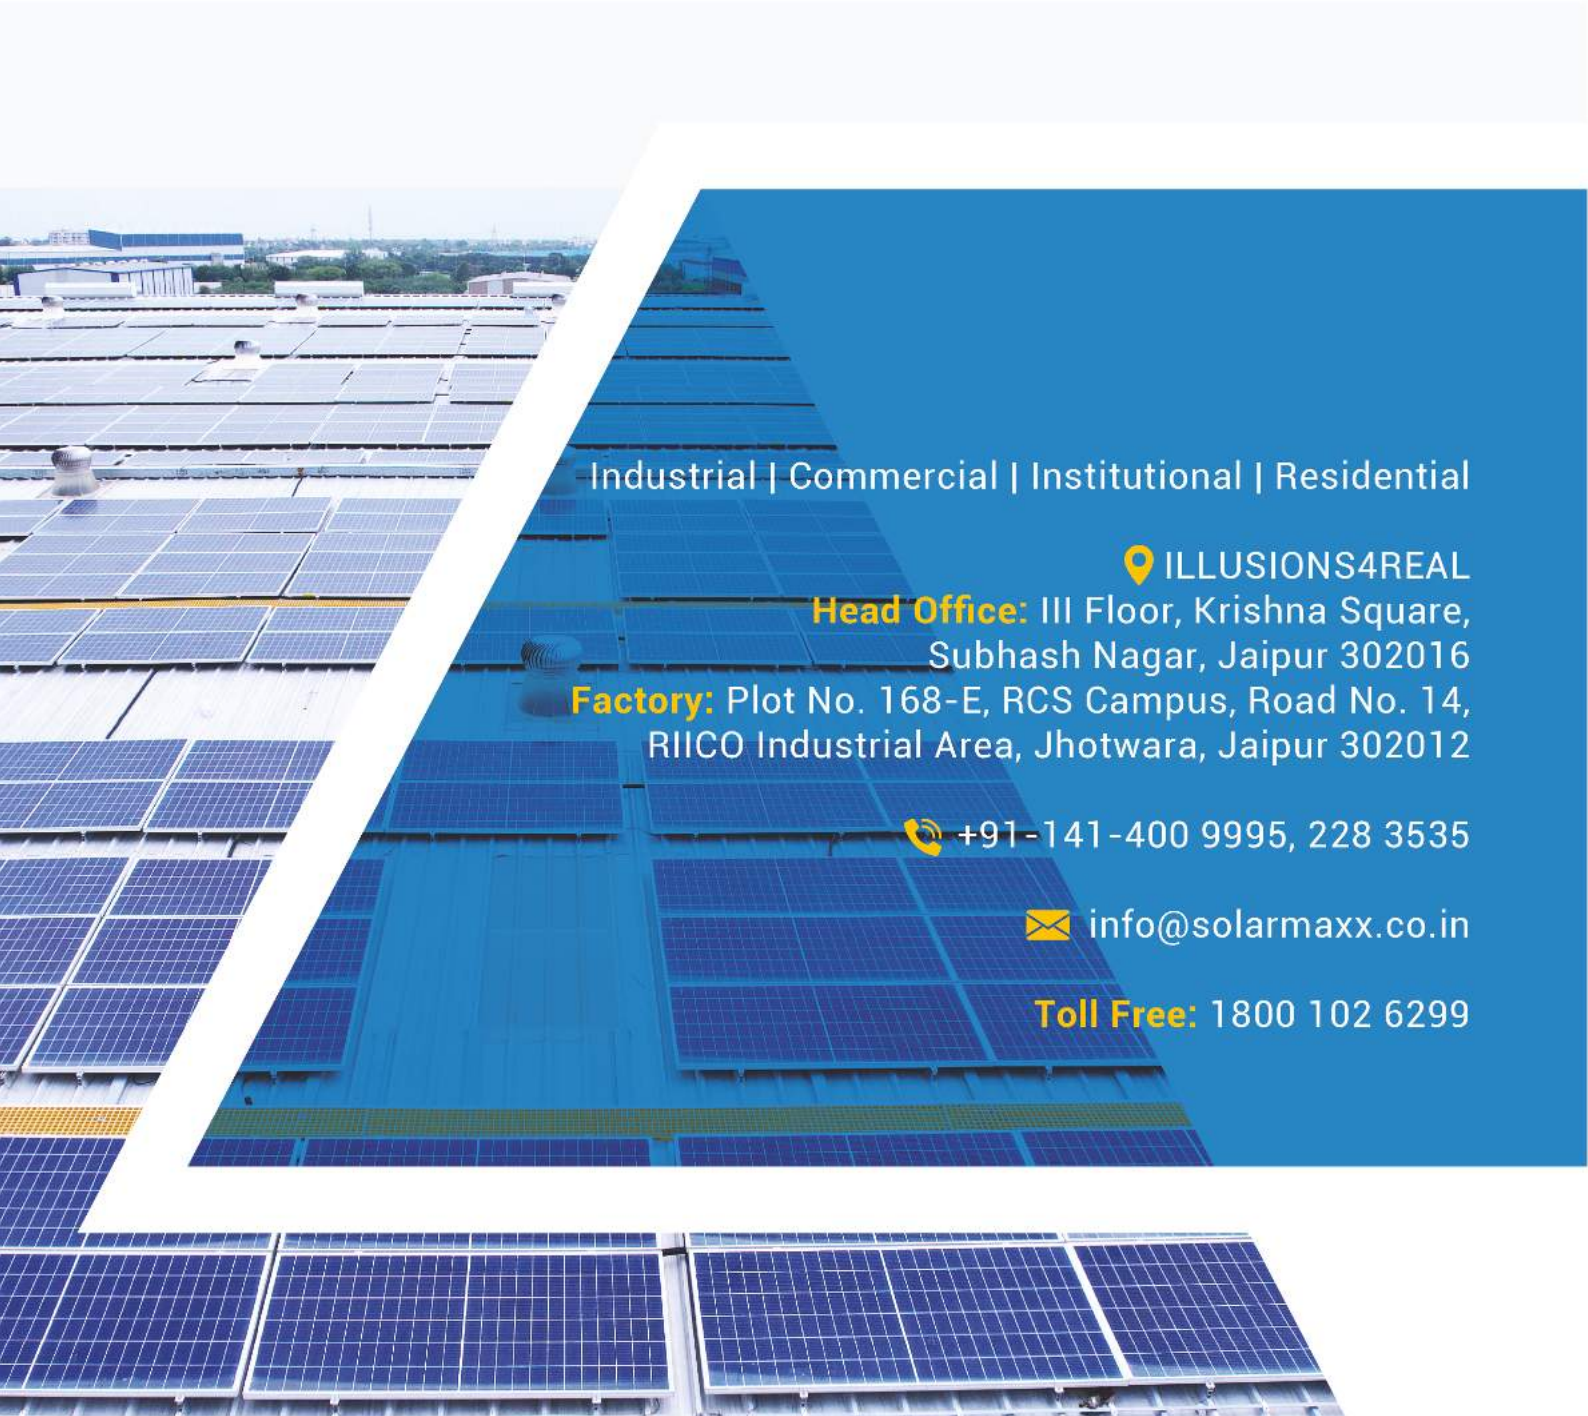 Industrial | Commercial | Institutional | Residential
ILLUSIONS4REAL
Head Office: III Floor, Krishna Square,
Subhash Nagar, Jaipur 302016
Factory: Plot No. 168-E, RCS Campus, Road No. 14,
RIICO Industrial Area, Jhotwara, Jaipur 302012
+91-141-400 9995, 228 3535
info@solarmaxx.co.in
Toll Free: 1800 102 6299